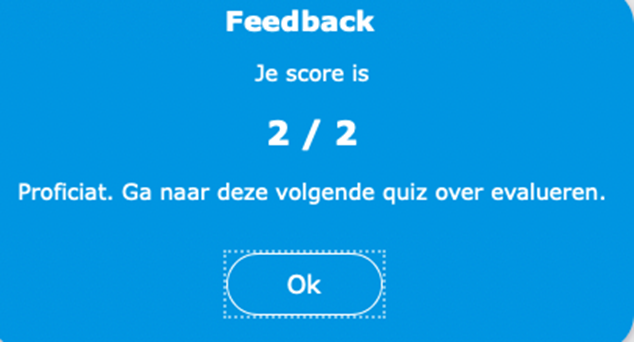 Feedback
Je score is
2 / 2
Proficiat. Ga naar deze volgende quiz over evalueren.
Ok